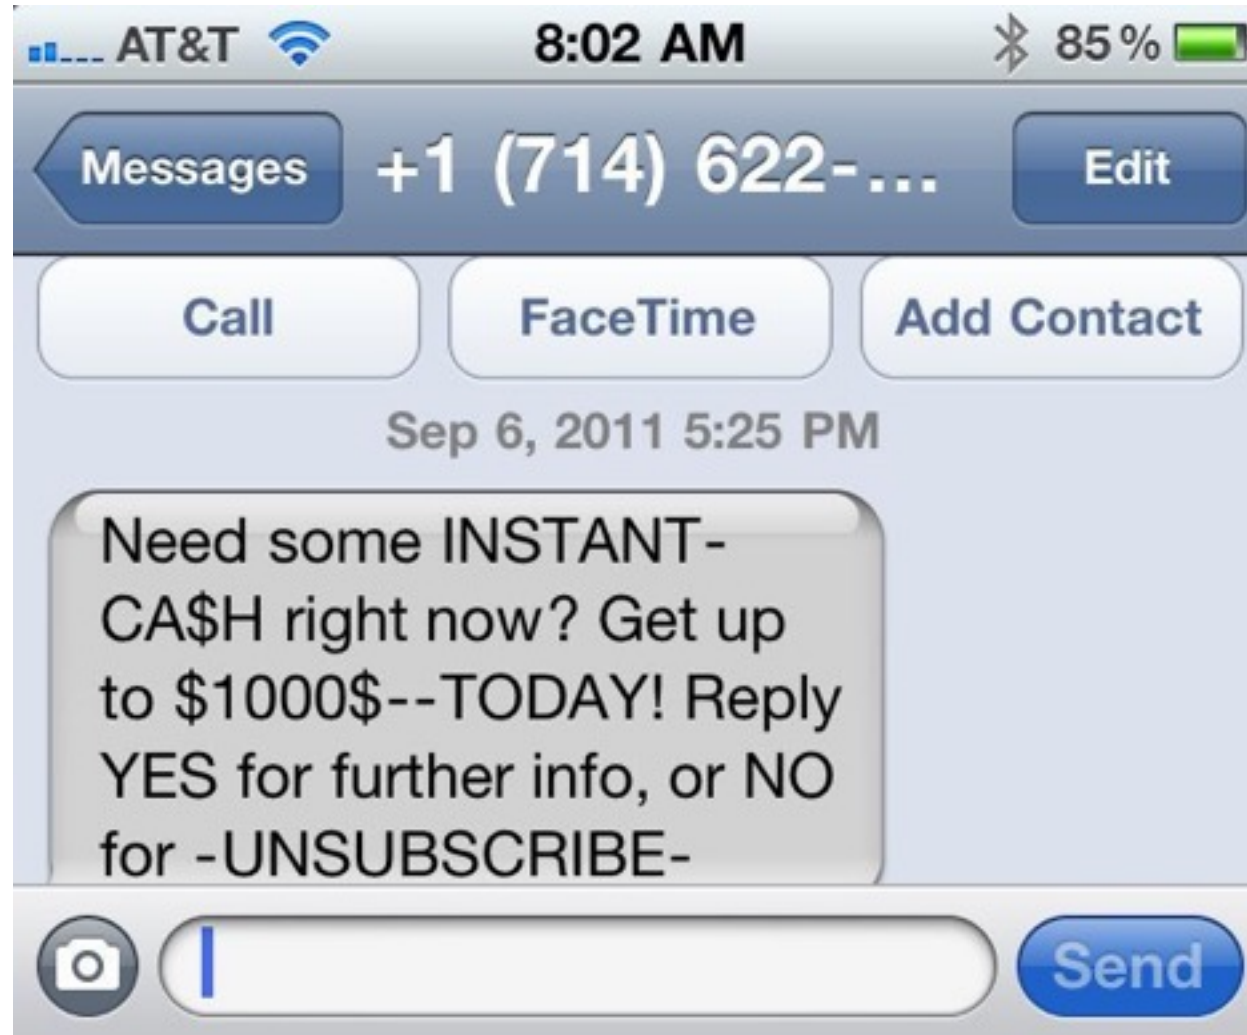 AT&T 8:02 AM 85%
Messages +1 (714) 622-... Edit
Call FaceTime Add Contact
Sep 6, 2011 5:25 PM
Need some INSTANT-
CA$H right now? Get up
to $1000$--TODAY! Reply
YES for further info, or NO
for -UNSUBSCRIBE-
Send